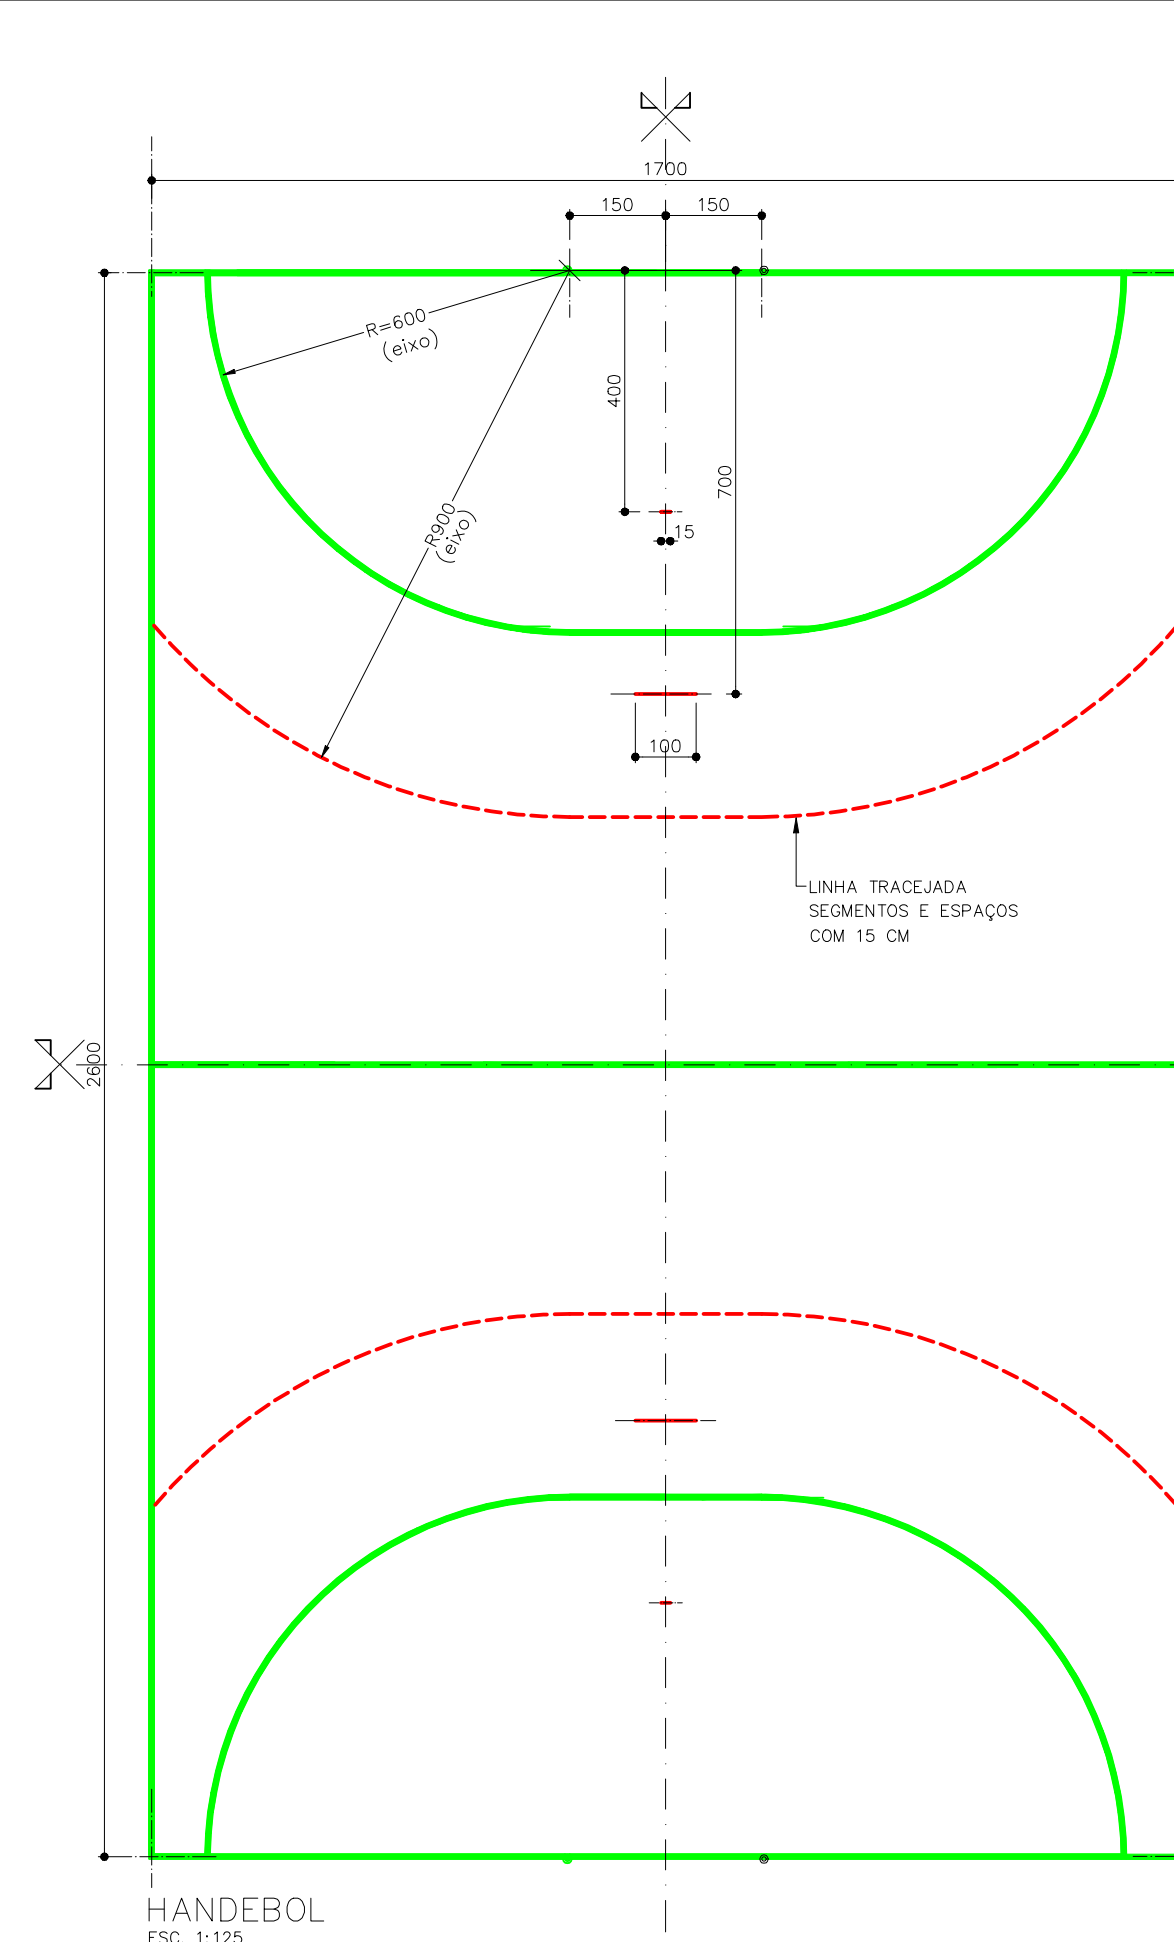 1700
150
150
R=600
(eixo)
400
700
R900
(eixo)
15
100
LINHA TRACEJADA
SEGMENTOS E ESPAÇOS
COM 15 CM
2600
HANDEBOL
ESC. 1:125